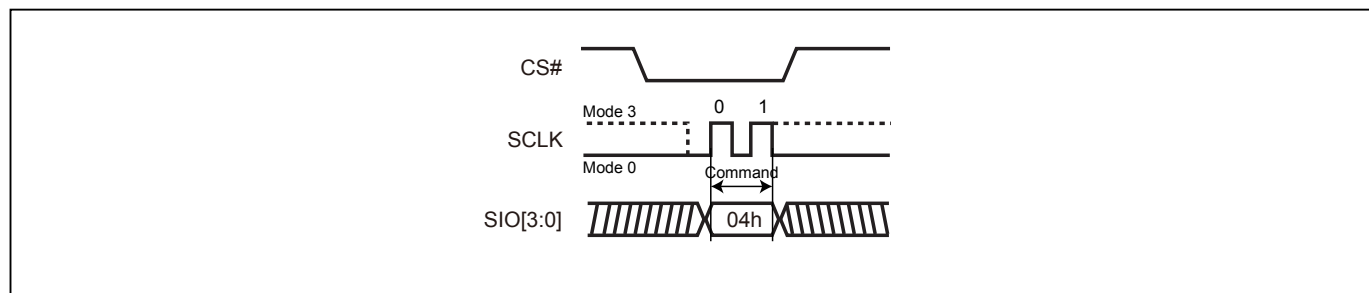 CS#
Mode 3
0 1
SCLK
Mode 0
Command
SIO[3:0]
04h